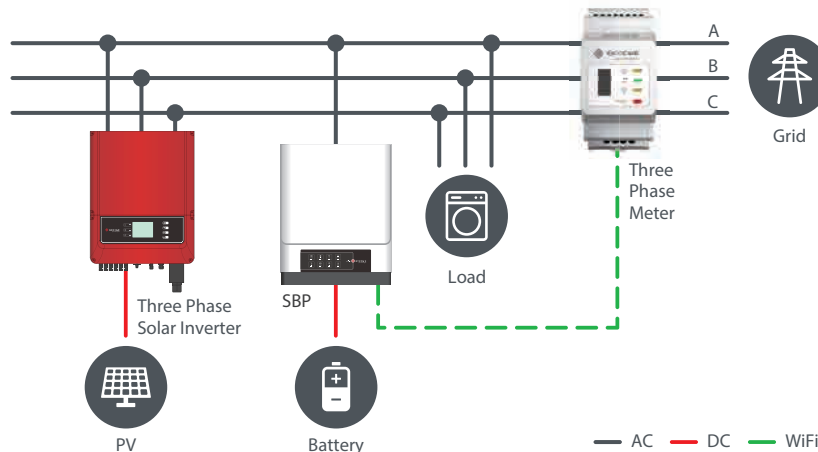 A
B
C
Grid
Three
Phase
Meter
Load
SBP
Three Phase
Solar Inverter
PV
Battery
AC
DC
WiFi